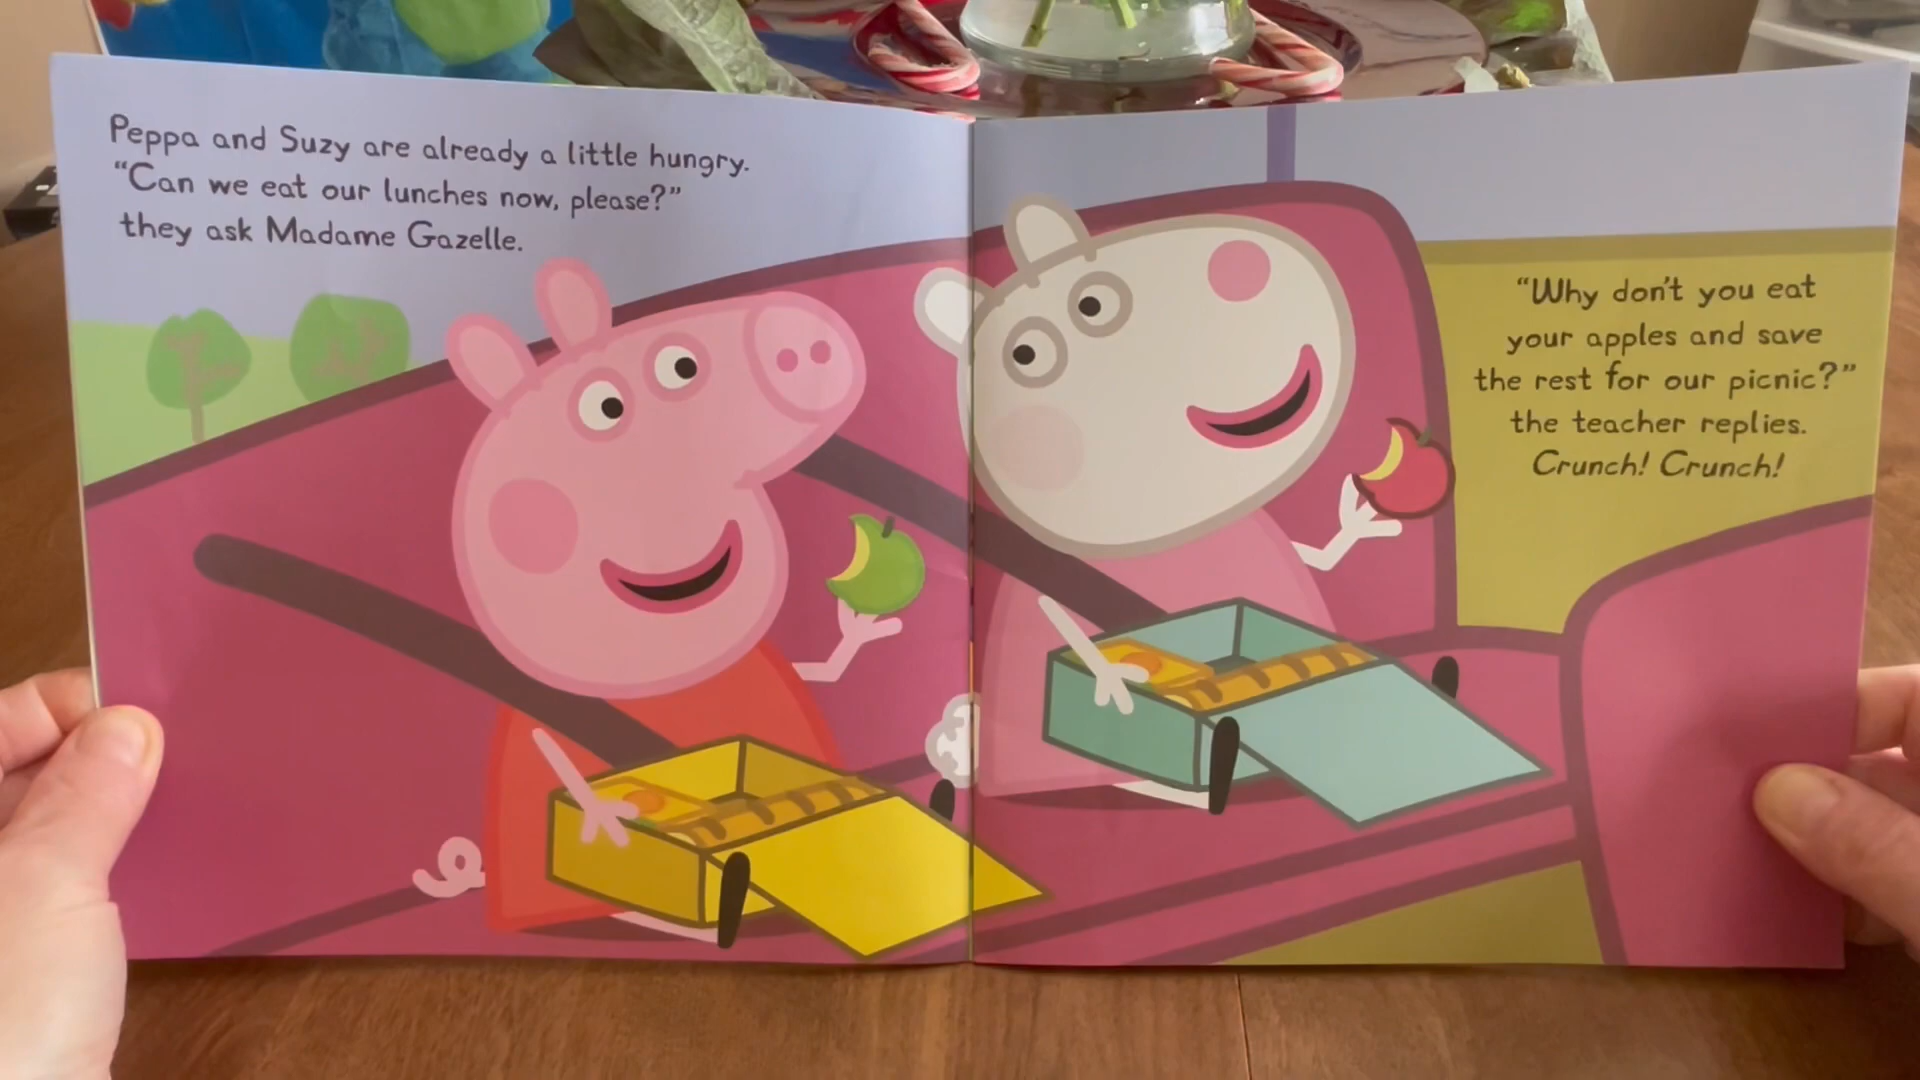 Peppa and Suzy are already a little hungry.
“Can we eat our lunches now, please?”
they ask Madame Gazelle.
“Why don’t you eat
your apples and save
the rest for our picnic?”
the teacher replies.
Crunch! Crunch!